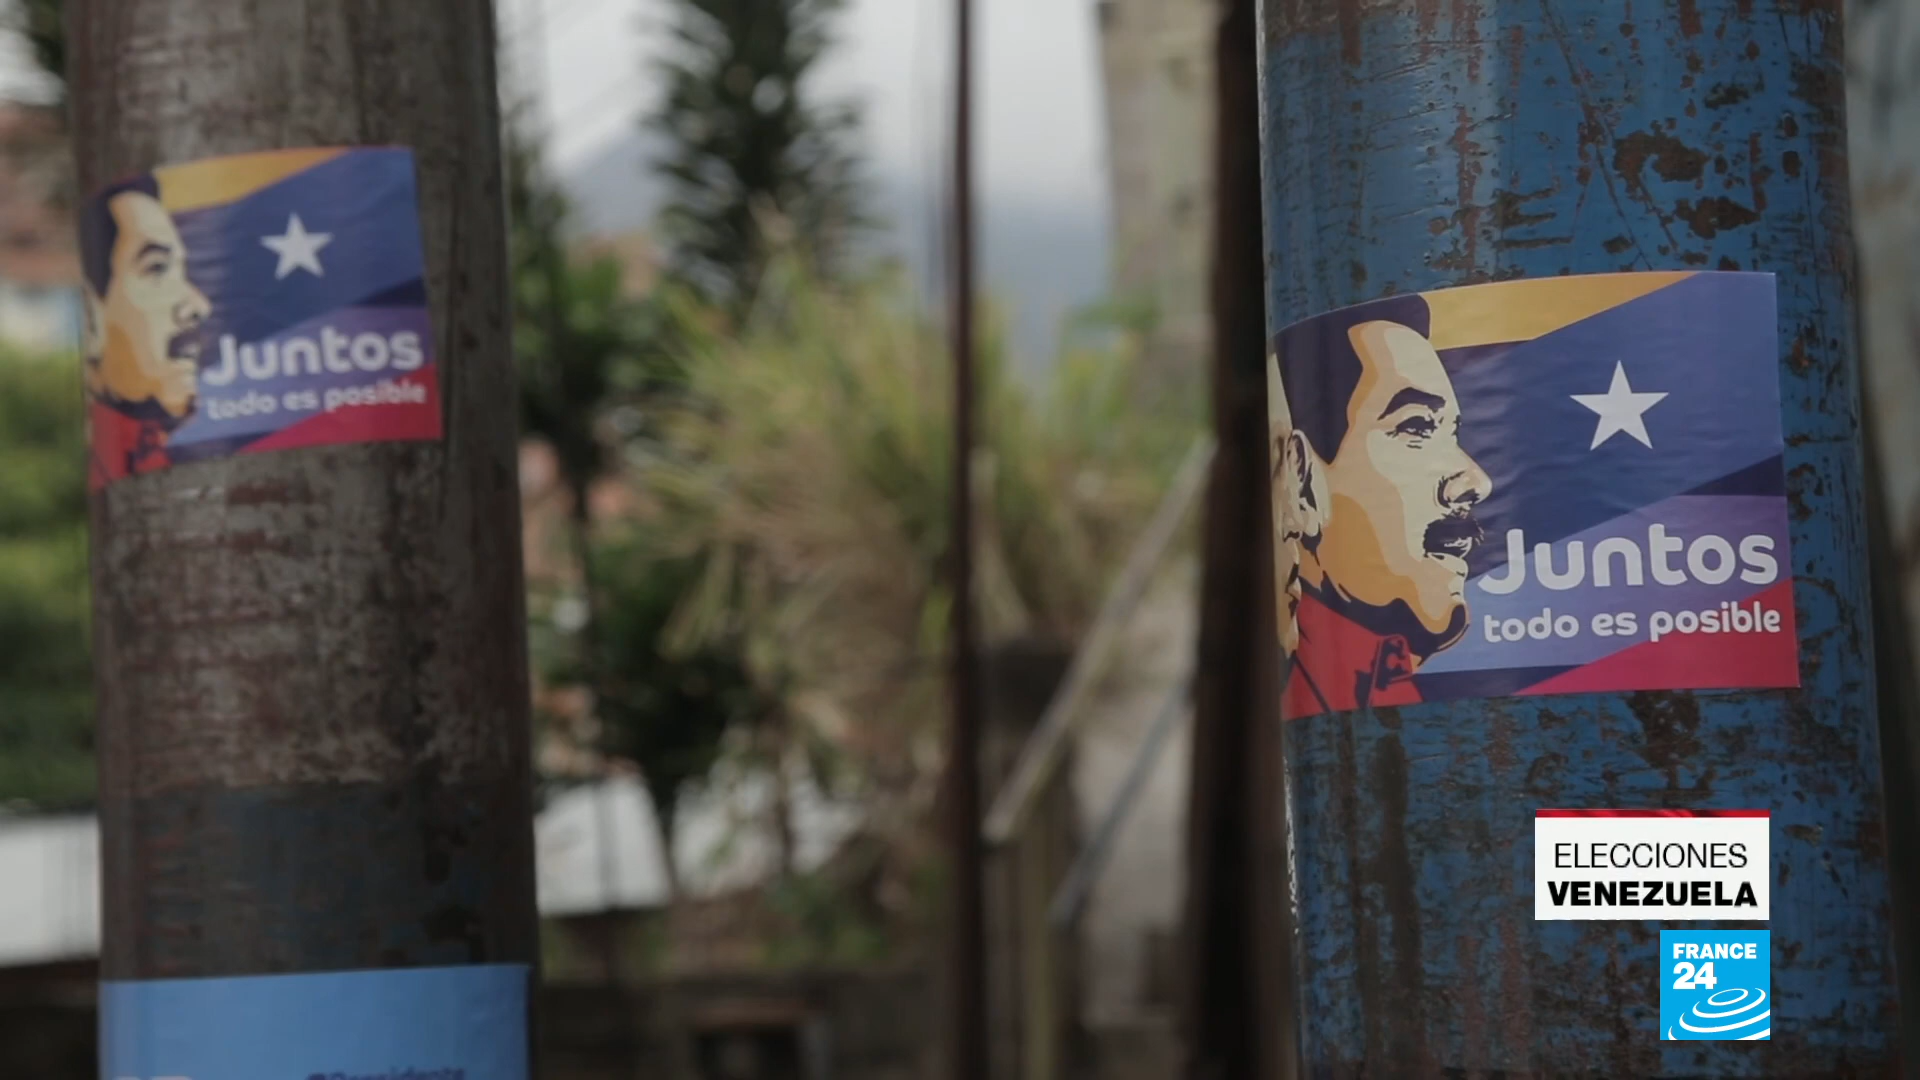 Juntos
todo es posible
Juntos
todo es posible
ELECCIONES
VENEZUELA
FRANCE
24